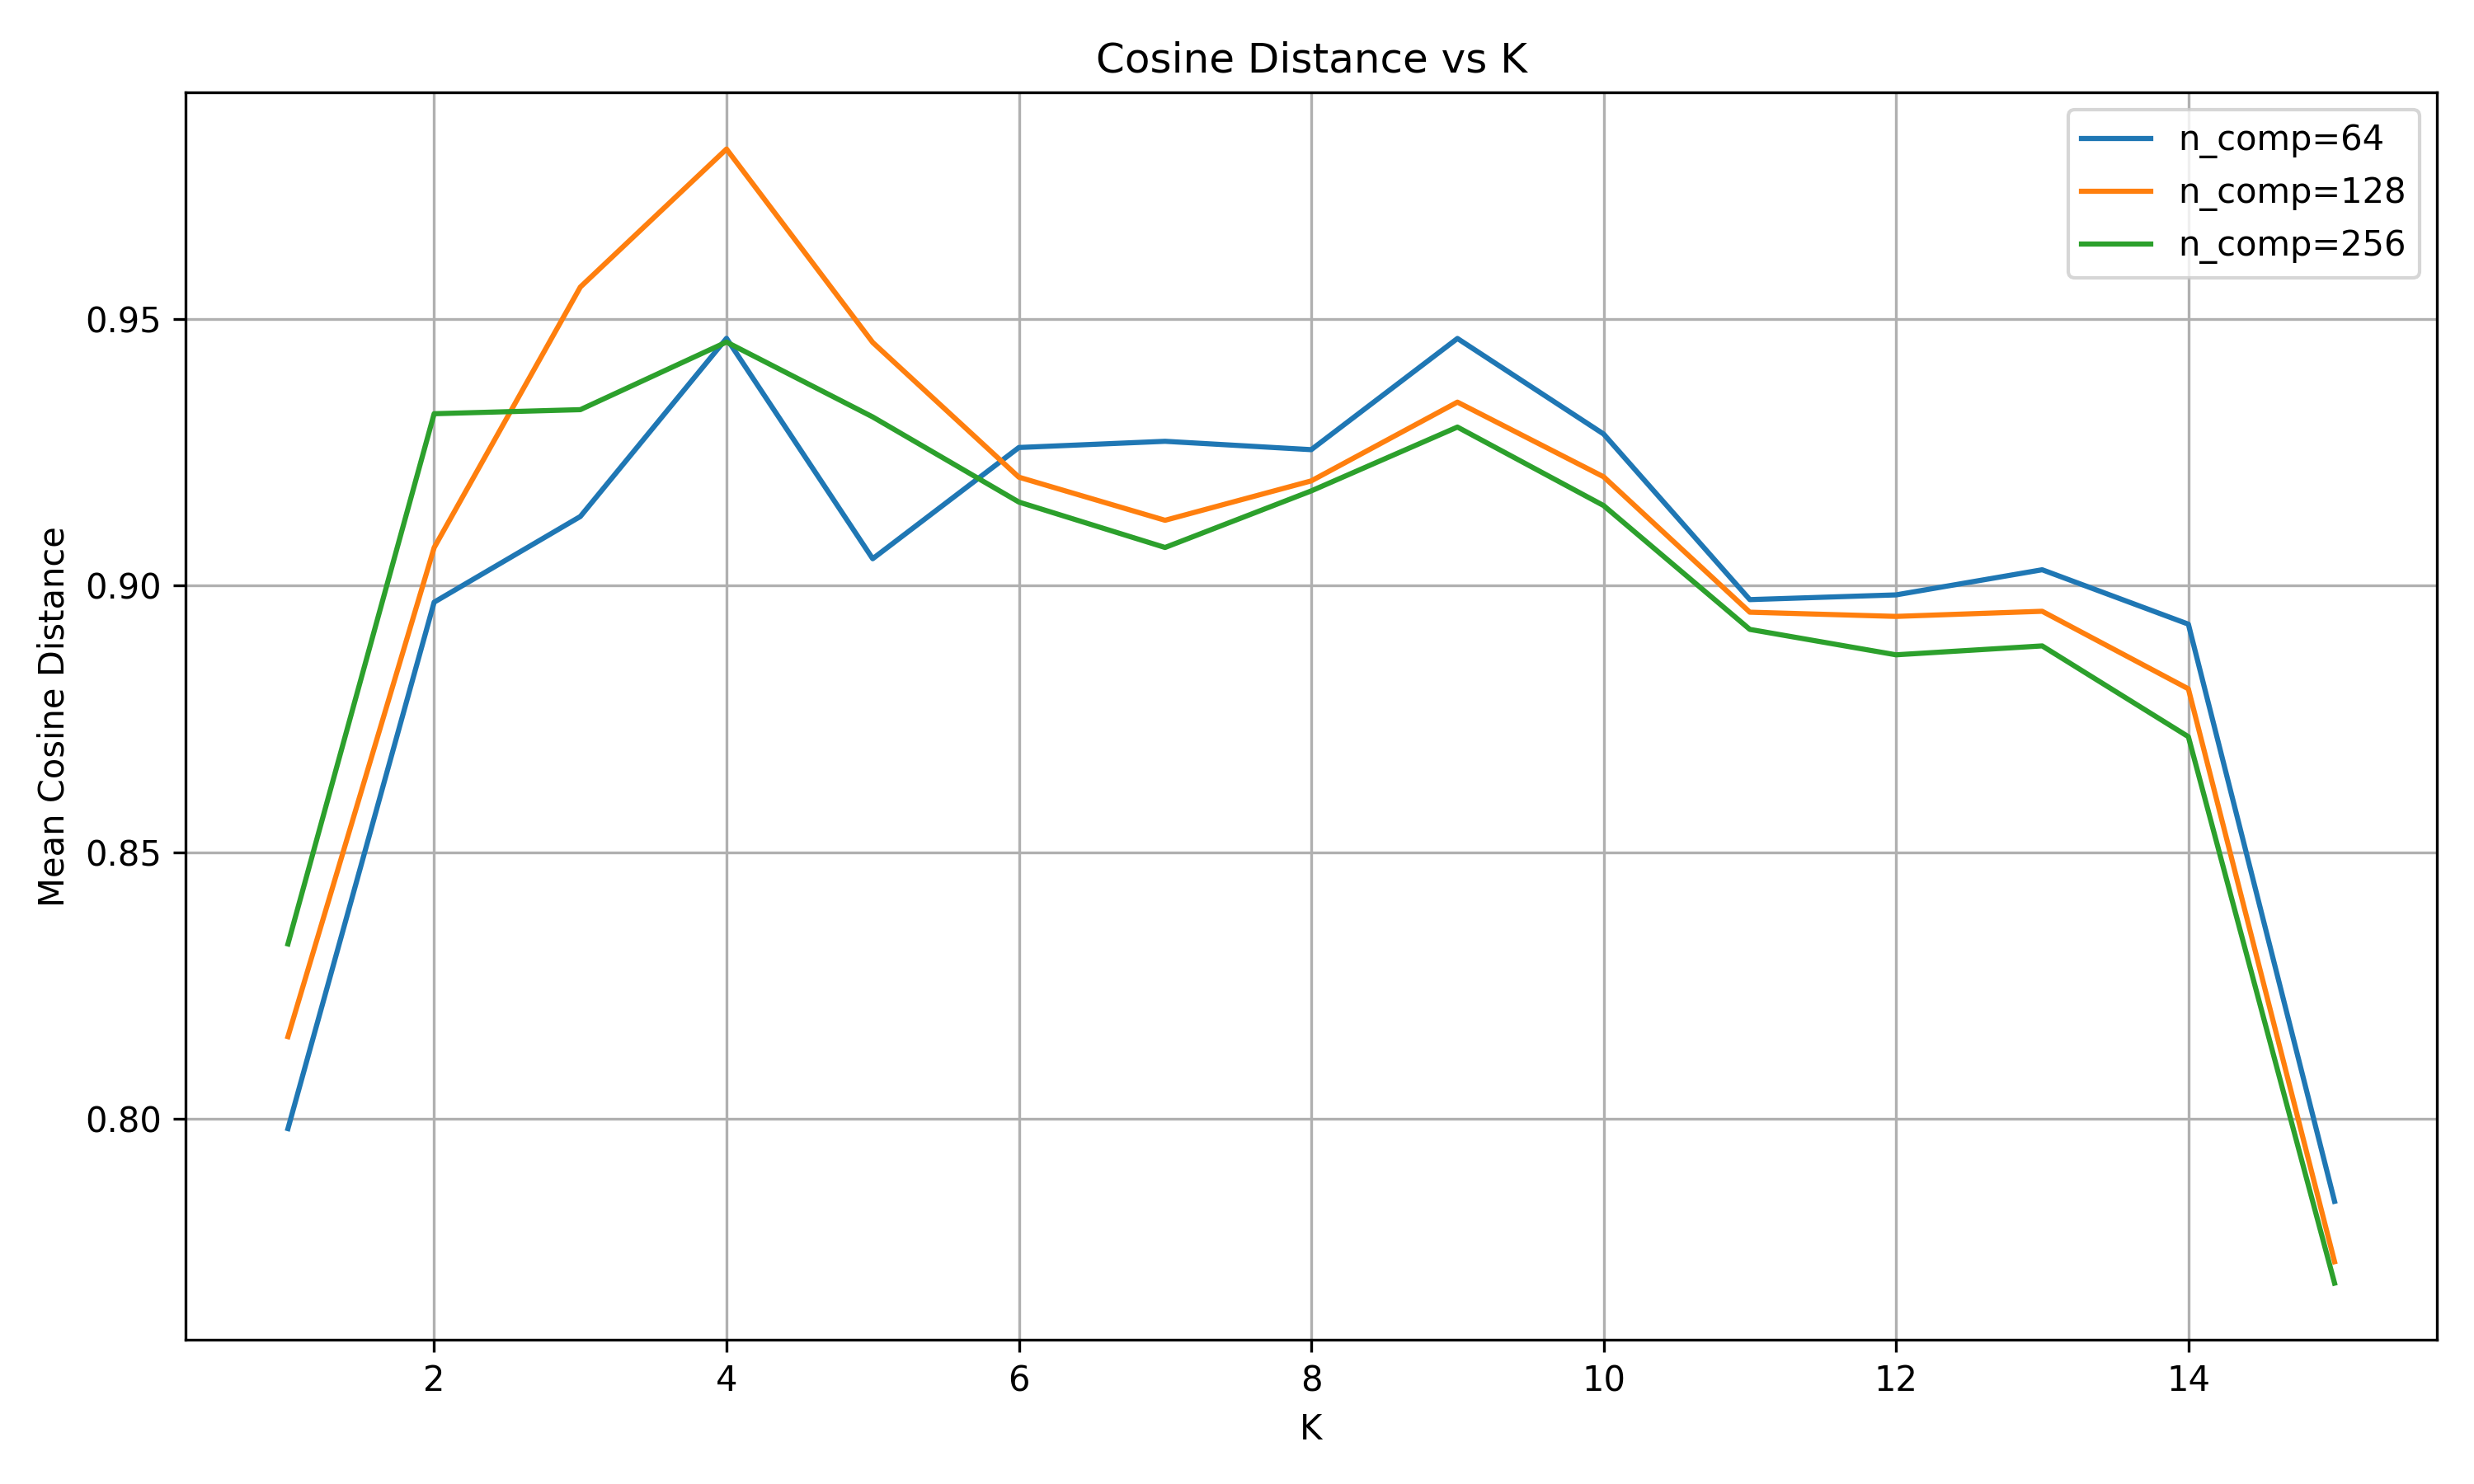 Cosine Distance vs K
n_comp=64
n_comp=128
n_comp=256
Mean Cosine Distance
0.95
0.90
0.85
0.80
2 4 6 8 10 12 14
K